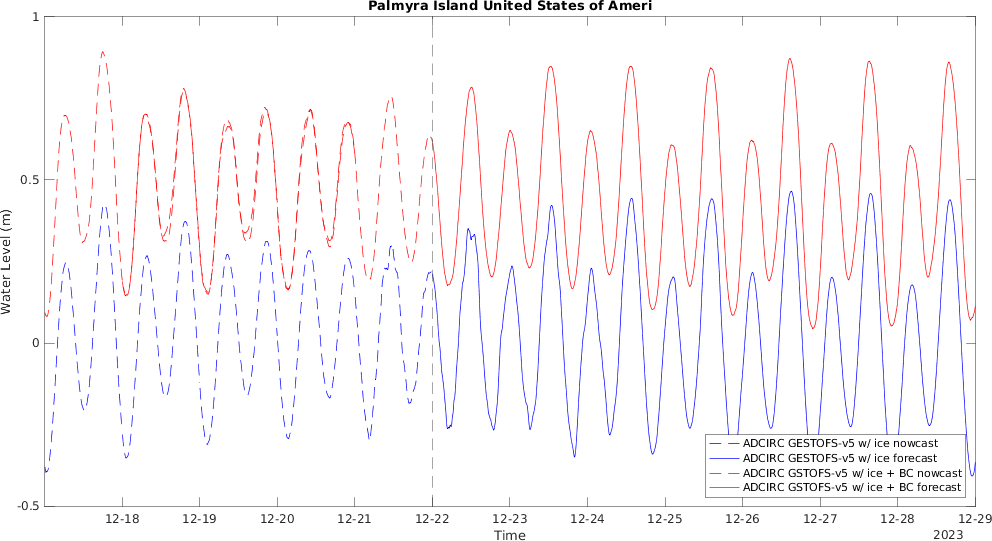 Palmyra Island United States of Ameri
1
0.5
0
-0.5
Water Level (m)
ADCIRC GESTOFS-v5 w/ ice nowcast
ADCIRC GESTOFS-v5 w/ ice forecast
ADCIRC GSTOFS-v5 w/ ice + BC nowcast
ADCIRC GSTOFS-v5 w/ ice + BC forecast
12-18 12-19 12-20 12-21 12-22 12-23 12-24 12-25 12-26 12-27 12-28 12-29
Time
2023